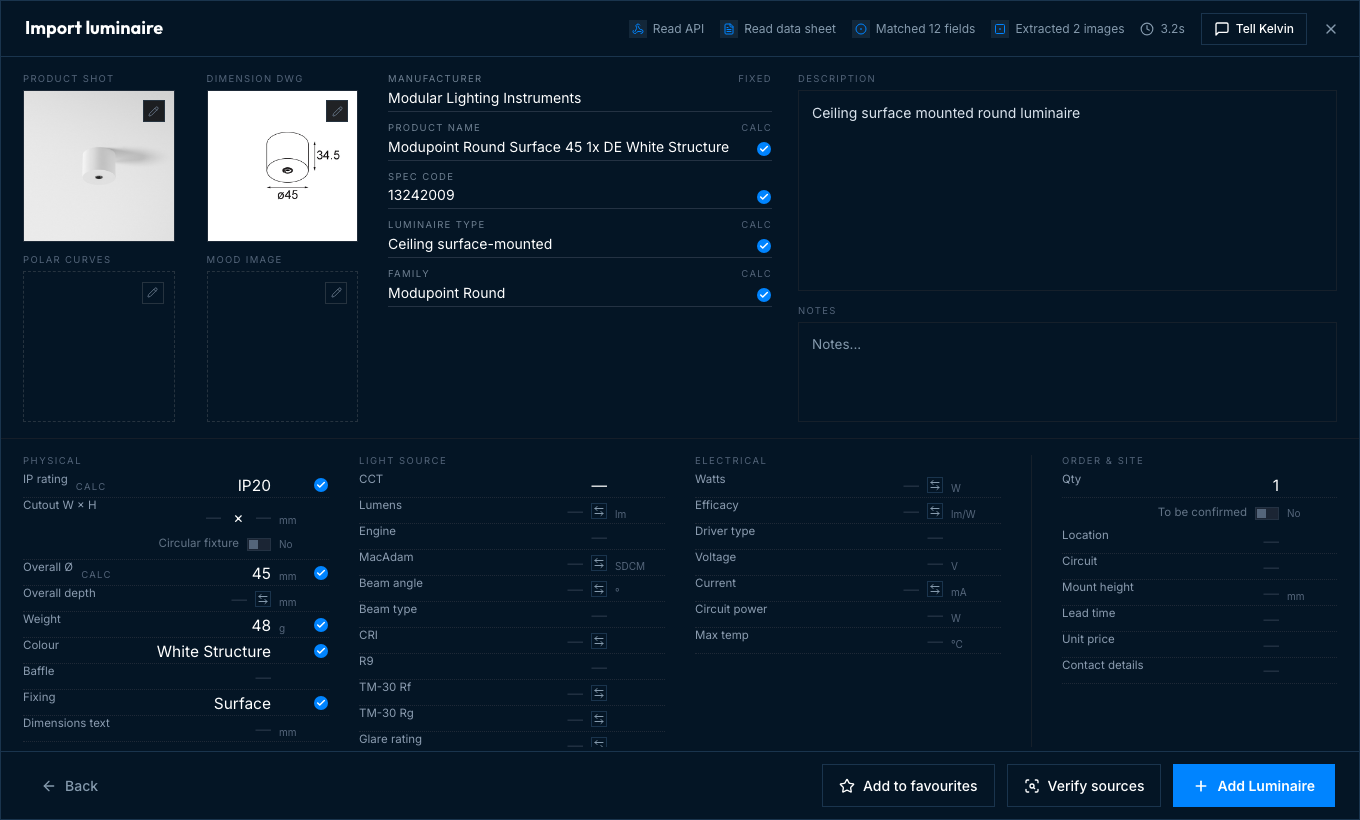 Import luminaire
Read API
Read data sheet
Matched 12 fields
Extracted 2 images
3.2s
Tell Kelvin
PRODUCT SHOT
DIMENSION DWG
34.5
ø45
POLAR CURVES
MOOD IMAGE
MANUFACTURER FIXED
Modular Lighting Instruments
PRODUCT NAME CALC
Modupoint Round Surface 45 1x DE White Structure
SPEC CODE
13242009
LUMINAIRE TYPE CALC
Ceiling surface-mounted
FAMILY CALC
Modupoint Round
DESCRIPTION
Ceiling surface mounted round luminaire
NOTES
Notes...
PHYSICAL
IP rating CALC IP20
Cutout W × H
— × — mm
Circular fixture No
Overall Ø CALC 45 mm
Overall depth — mm
Weight 48 g
Colour White Structure
Baffle —
Fixing Surface
Dimensions text — mm
LIGHT SOURCE
CCT —
Lumens — lm
Engine —
MacAdam — SDCM
Beam angle — °
Beam type —
CRI —
R9 —
TM-30 Rf —
TM-30 Rg —
Glare rating —
ELECTRICAL
Watts — W
Efficacy — lm/W
Driver type —
Voltage — V
Current — mA
Circuit power — W
Max temp — °C
ORDER & SITE
Qty 1
To be confirmed No
Location —
Circuit —
Mount height — mm
Lead time —
Unit price —
Contact details —
Back
Add to favourites
Verify sources
Add Luminaire